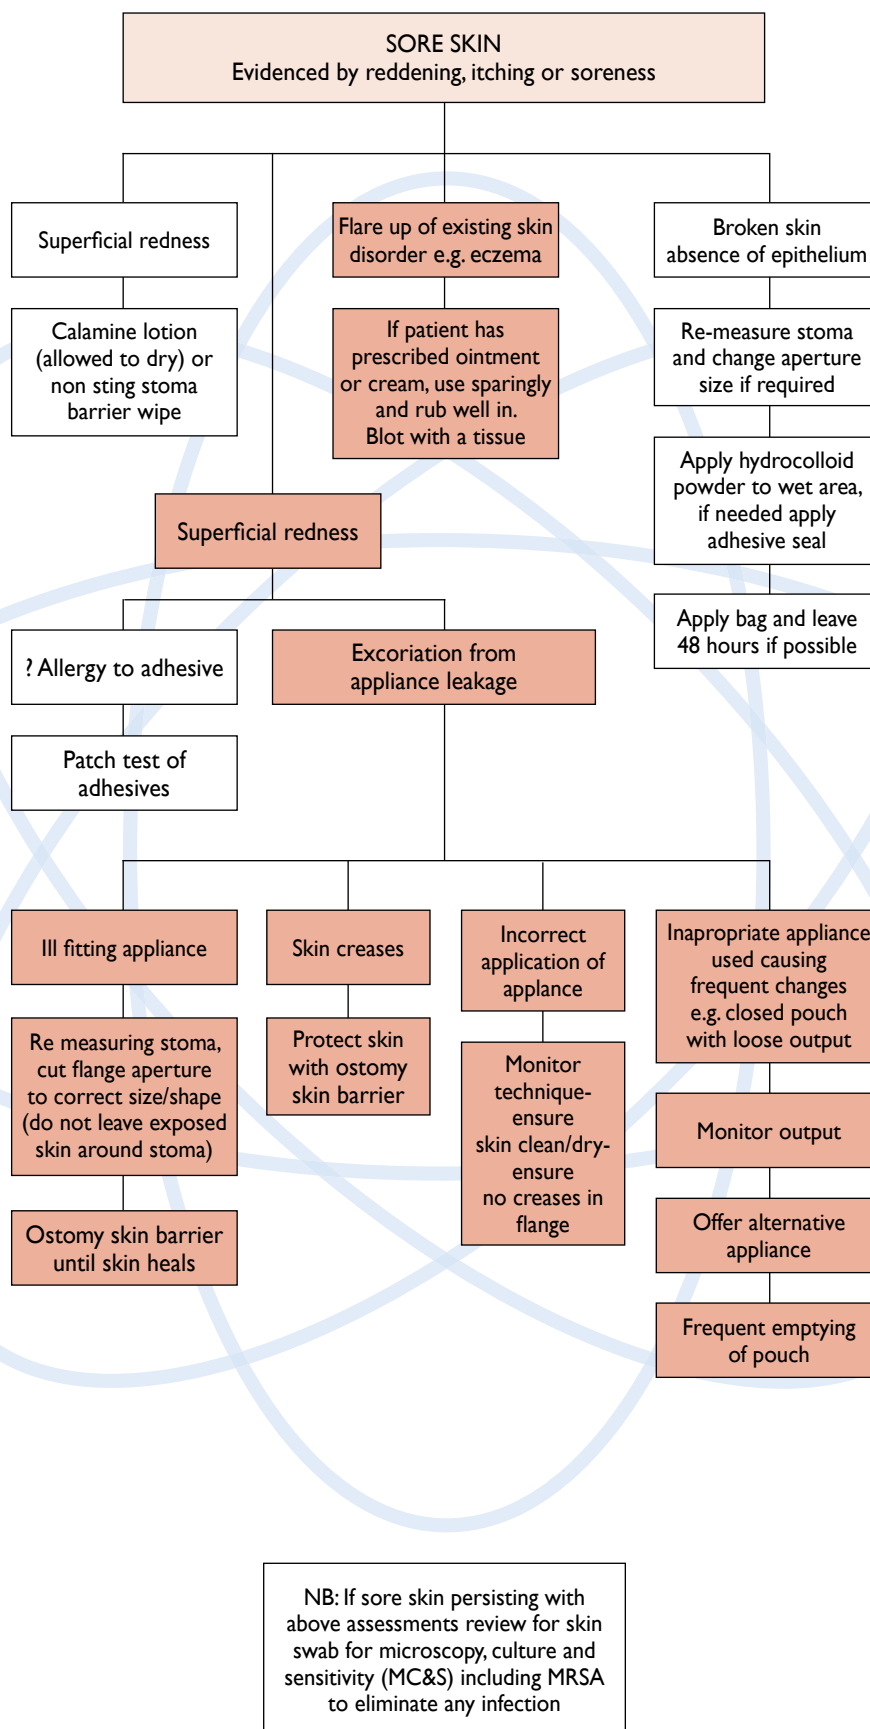 SORE SKIN
Evidenced by reddening, itching or soreness
Superficial redness
Calamine lotion
(allowed to dry) or
non sting stoma
barrier wipe
Flare up of existing skin
disorder e.g. eczema
If patient has
prescribed ointment
or cream, use sparingly
and rub well in.
Blot with a tissue
Broken skin
absence of epithelium
Re-measure stoma
and change aperture
size if required
Apply hydrocolloid
powder to wet area,
if needed apply
adhesive seal
Apply bag and leave
48 hours if possible
Superficial redness
? Allergy to adhesive
Patch test of
adhesives
Excoriation from
appliance leakage
Ill fitting appliance
Re measuring stoma,
cut flange aperture
to correct size/shape
(do not leave exposed
skin around stoma)
Ostomy skin barrier
until skin heals
Skin creases
Protect skin
with ostomy
skin barrier
Incorrect
application of
applance
Monitor
technique-
ensure
skin clean/dry-
ensure
no creases in
flange
Inapropriate appliance
used causing
frequent changes
e.g. closed pouch
with loose output
Monitor output
Offer alternative
appliance
Frequent emptying
of pouch
NB: If sore skin persisting with
above assessments review for skin
swab for microscopy, culture and
sensitivity (MC&S) including MRSA
to eliminate any infection